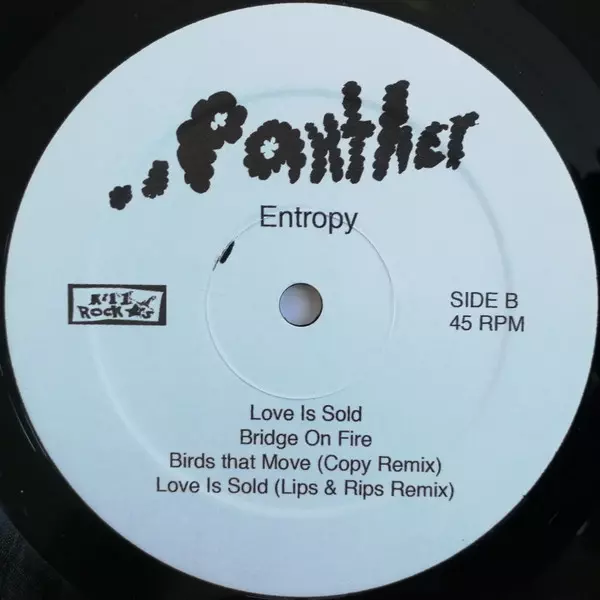 ..Panther
Entropy
KILL
ROCK ★S
SIDE B
45 RPM
Love Is Sold
Bridge On Fire
Birds that Move (Copy Remix)
Love Is Sold (Lips & Rips Remix)